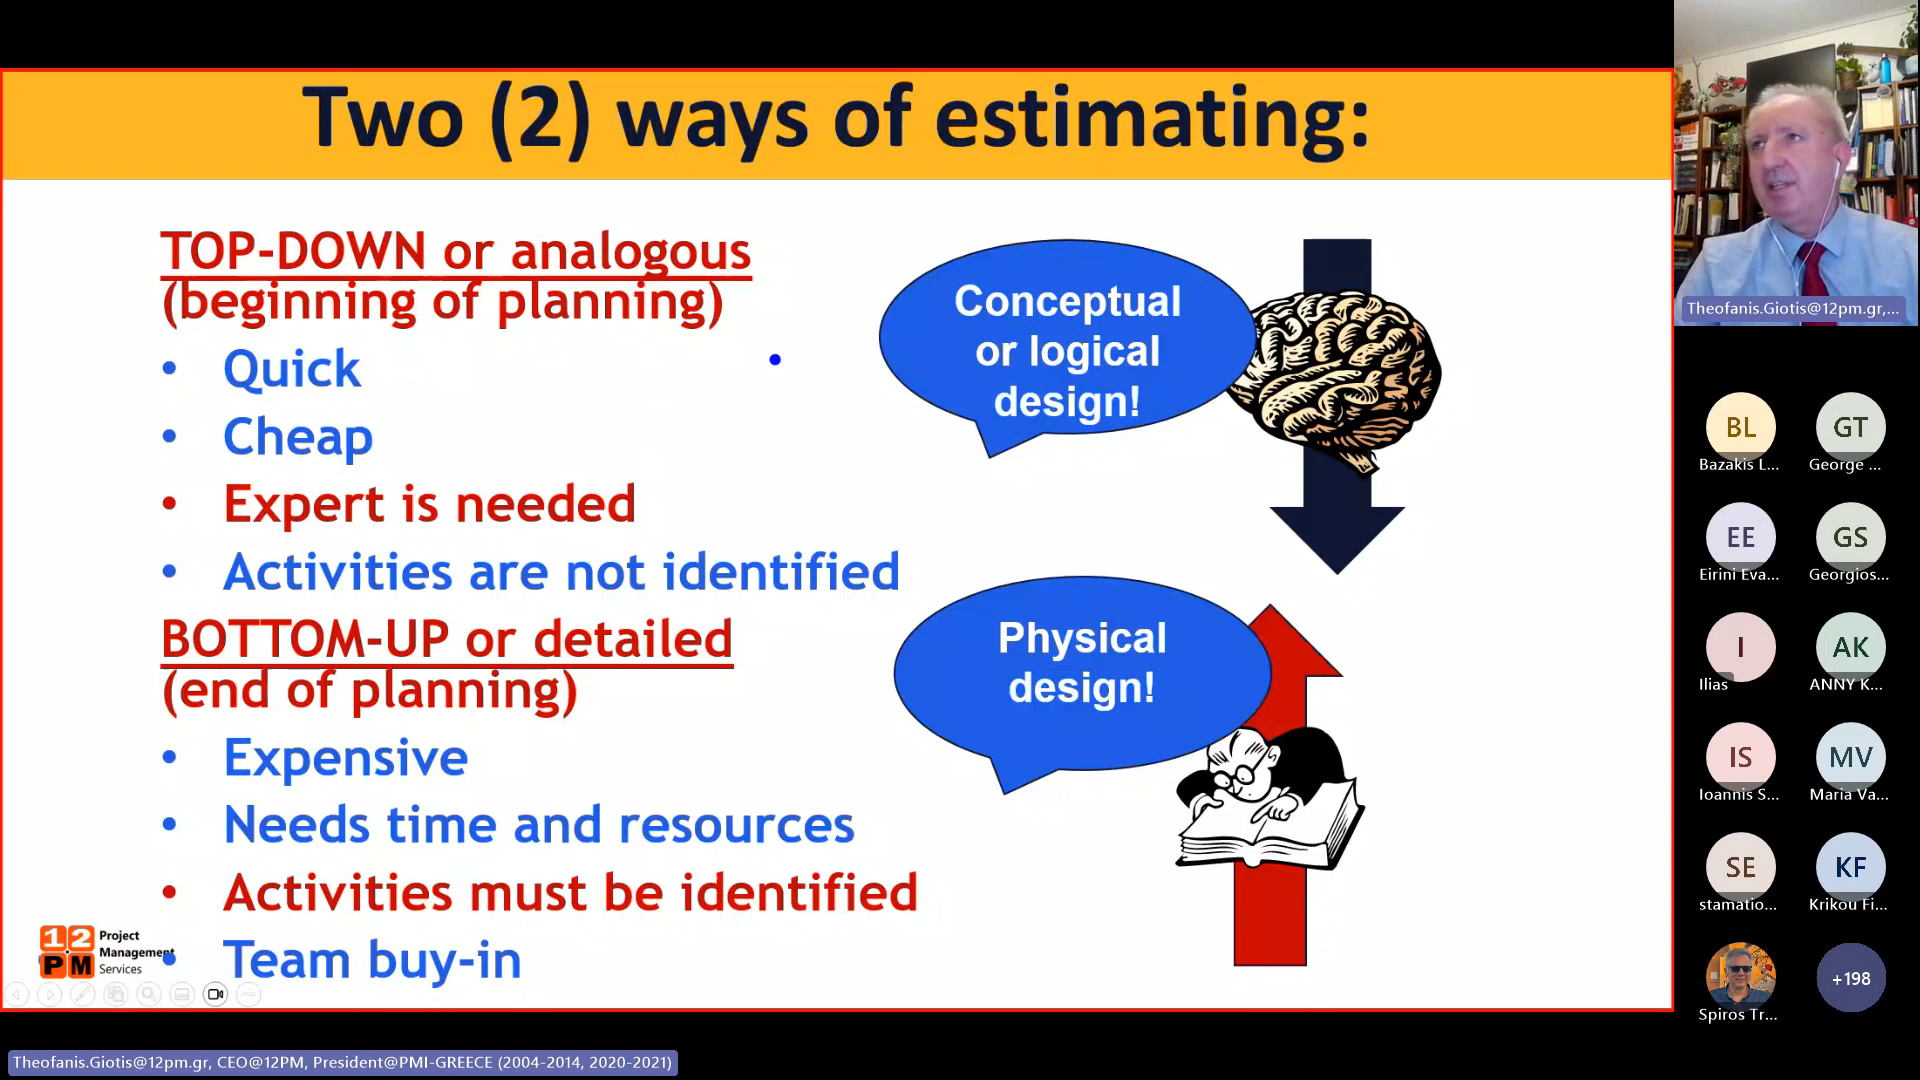 Two (2) ways of estimating:
TOP-DOWN or analogous
(beginning of planning)
• Quick
• Cheap
• Expert is needed
• Activities are not identified
BOTTOM-UP or detailed
(end of planning)
• Expensive
• Needs time and resources
• Activities must be identified
• Team buy-in
Conceptual
or logical
design!
Physical
design!
12
PM
Project
Management
Services
Theofanis.Giotis@12pm.gr,...
BL
Bazakis L...
GT
George ...
EE
Eirini Eva...
GS
Georgios...
I
Ilias
AK
ANNY K...
IS
Ioannis S...
MV
Maria Va...
SE
stamatio...
KF
Krikou Fi...
Spiros Tr...
+198
Theofanis.Giotis@12pm.gr, CEO@12PM, President@PMI-GREECE (2004-2014, 2020-2021)